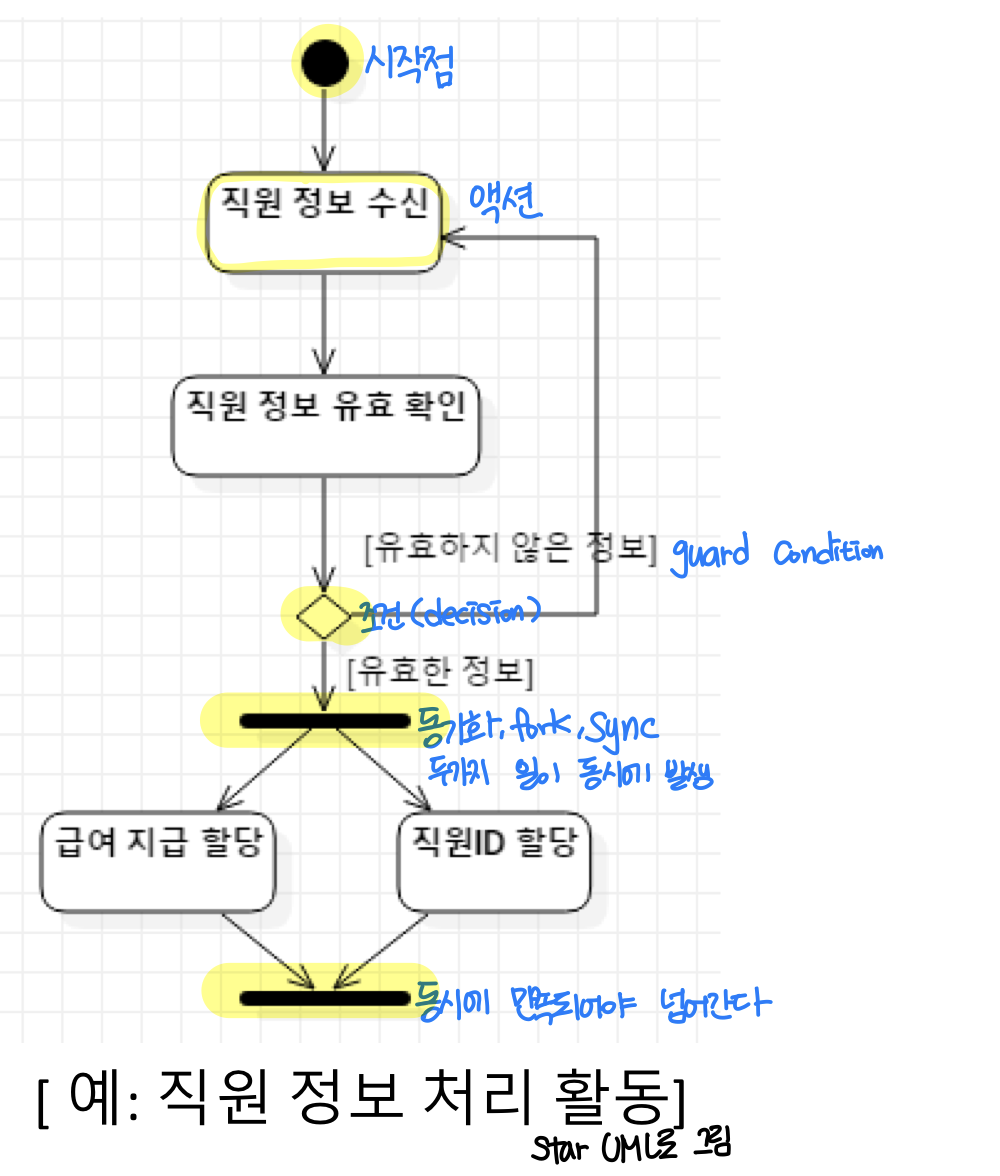 시작점
직원 정보 수신
액션
직원 정보 유효 확인
[유효하지 않은 정보]
guard condition
조건(decision)
[유효한 정보]
동기화, fork, Sync
두가지 일이 동시에 발생
급여 지급 할당
직원ID 할당
동시에 만족되어야 넘어간다
[ 예: 직원 정보 처리 활동]
Star UML로 그림